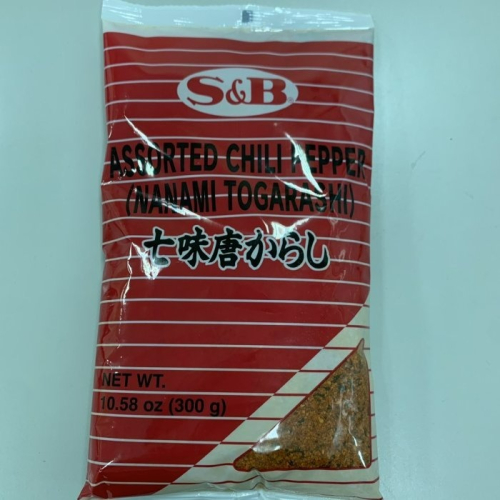 S&B
ASSORTED CHILI PEPPER
(NANAMI TOGARASHI)
七味唐からし
NET WT.
10.58 oz (300 g)